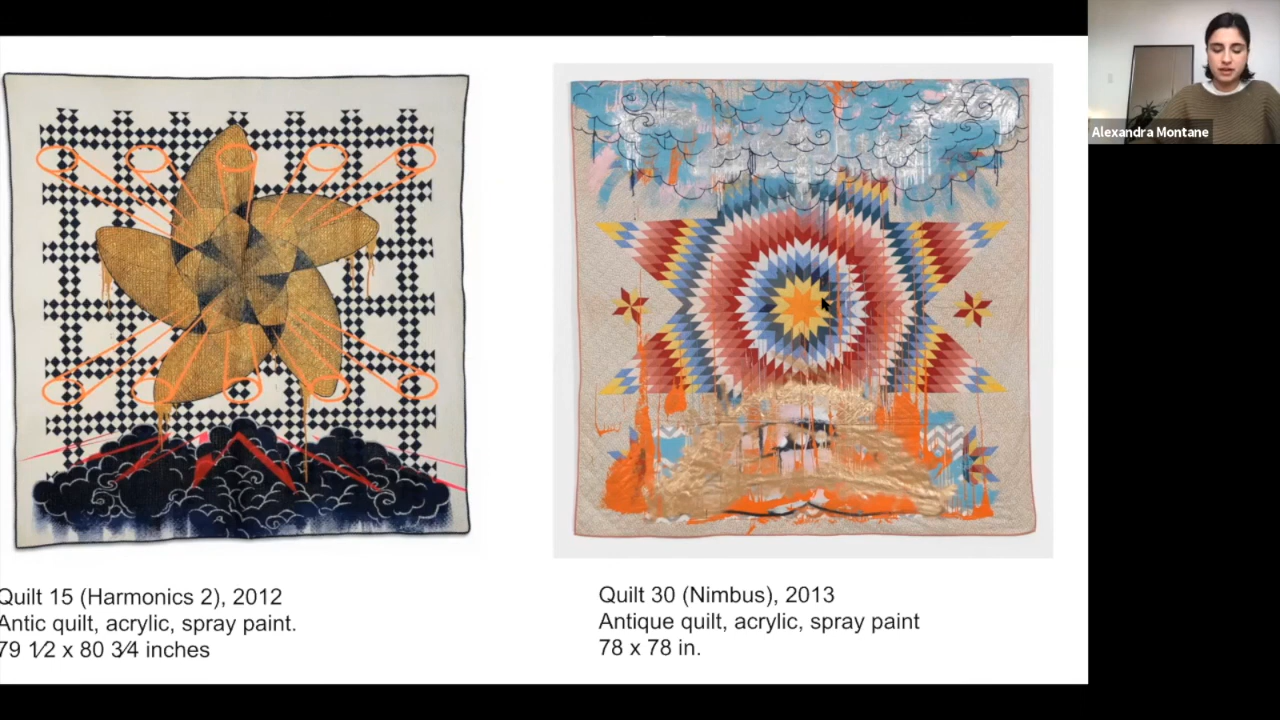 Alexandra Montane
Quilt 15 (Harmonics 2), 2012
Antic quilt, acrylic, spray paint.
79 1⁄2 x 80 3⁄4 inches
Quilt 30 (Nimbus), 2013
Antique quilt, acrylic, spray paint
78 x 78 in.